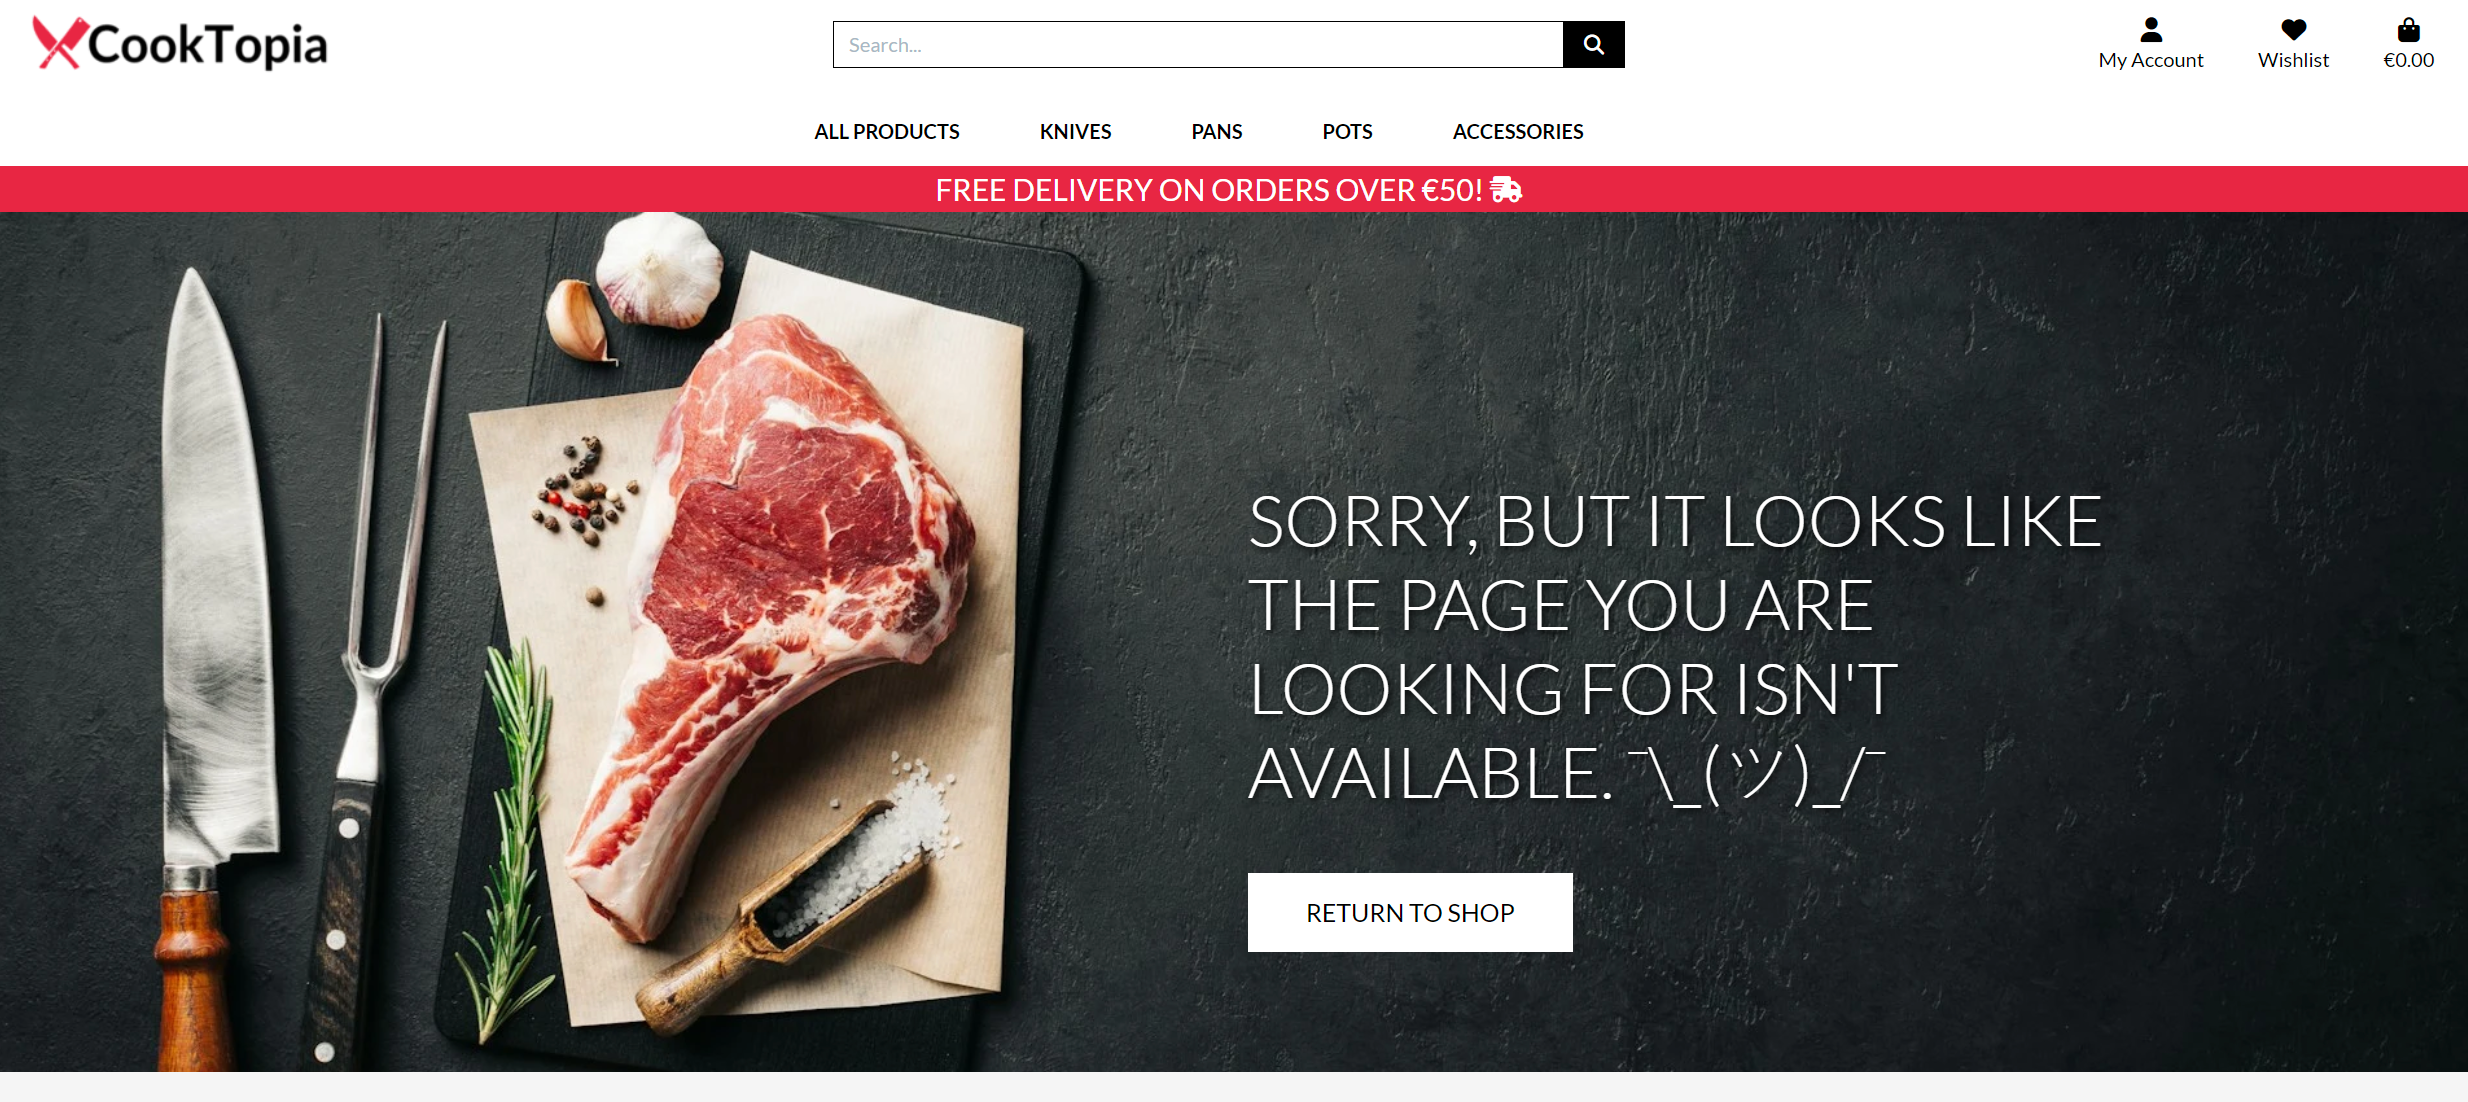 CookTopia
Search...
My Account
Wishlist
€0.00
ALL PRODUCTS
KNIVES
PANS
POTS
ACCESSORIES
FREE DELIVERY ON ORDERS OVER €50!
SORRY, BUT IT LOOKS LIKE
THE PAGE YOU ARE
LOOKING FOR ISN'T
AVAILABLE. ¯\_(ツ)_/¯
RETURN TO SHOP